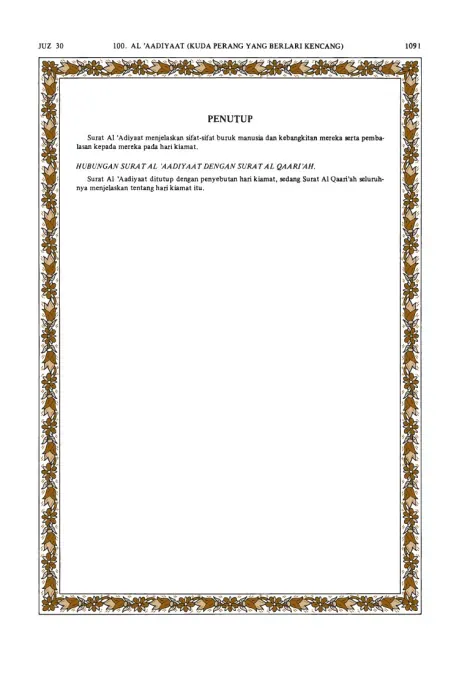 JUZ 30 100. AL 'AADIYAAT (KUDA PERANG YANG BERLARI KENCANG) 1091
PENUTUP
Surat Al 'Adiyaat menjelaskan sifat-sifat buruk manusia dan kebangkitan mereka serta pemba-
lasan kepada mereka pada hari kiamat.
HUBUNGAN SURAT AL 'AADIYAAT DENGAN SURAT AL QAARI'AH.
Surat Al 'Aadiyaat ditutup dengan penyebutan hari kiamat, sedang Surat Al Qaari'ah seluruh-
nya menjelaskan tentang hari kiamat itu.